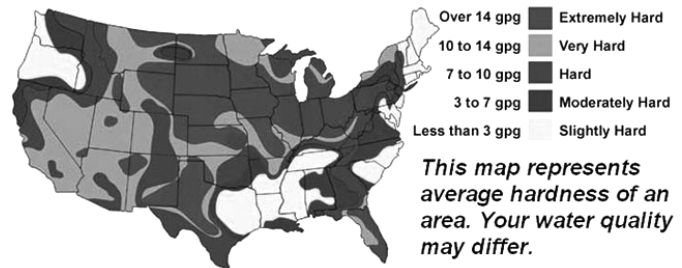 Over 14 gpg Extremely Hard
10 to 14 gpg Very Hard
7 to 10 gpg Hard
3 to 7 gpg Moderately Hard
Less than 3 gpg Slightly Hard
This map represents
average hardness of an
area. Your water quality
may differ.